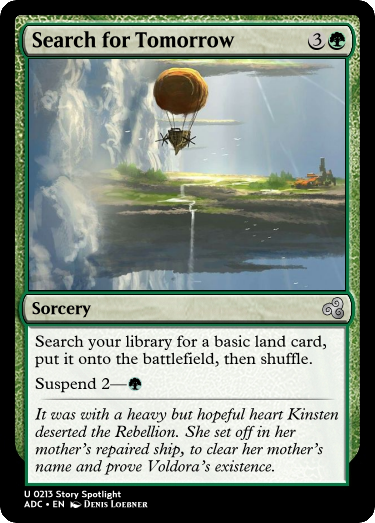 Search for Tomorrow 3
Sorcery
Search your library for a basic land card,
put it onto the battlefield, then shuffle.
Suspend 2—
It was with a heavy but hopeful heart Kinsten
deserted the Rebellion. She set off in her
mother's repaired ship, to clear her mother's
name and prove Voldora's existence.
U 0213 Story Spotlight
ADC • EN Denis Loebner